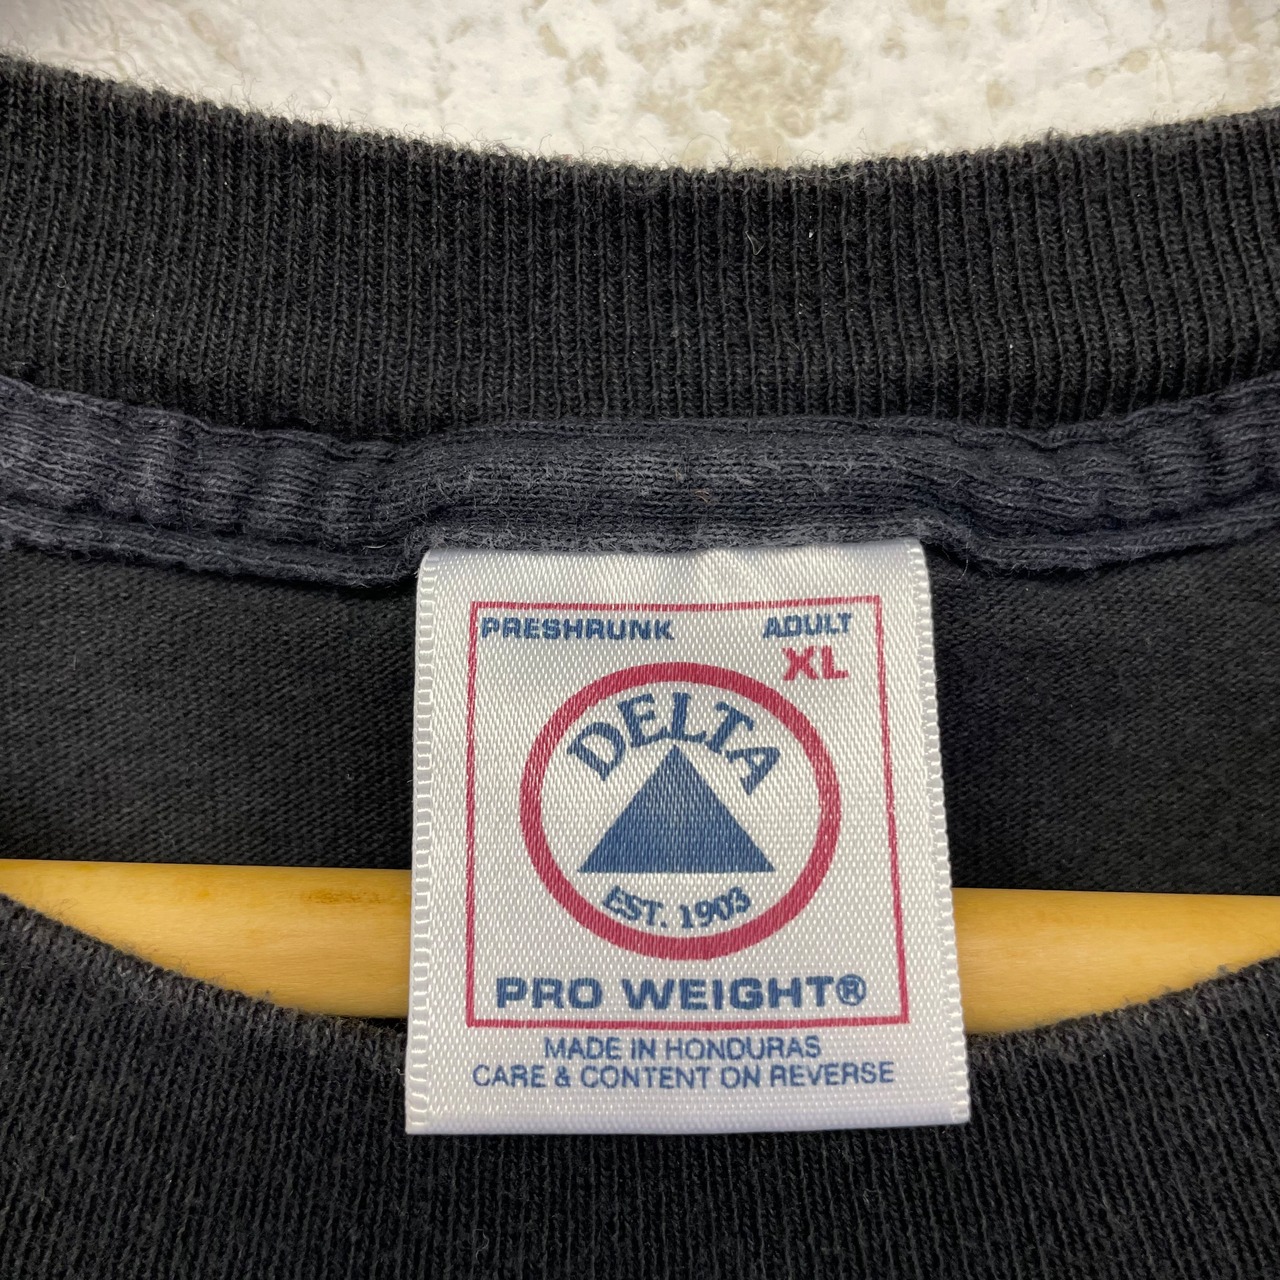 PRESHRUNK ADULT
XL
DELTA
EST. 1903
PRO WEIGHT®
MADE IN HONDURAS
CARE & CONTENT ON REVERSE